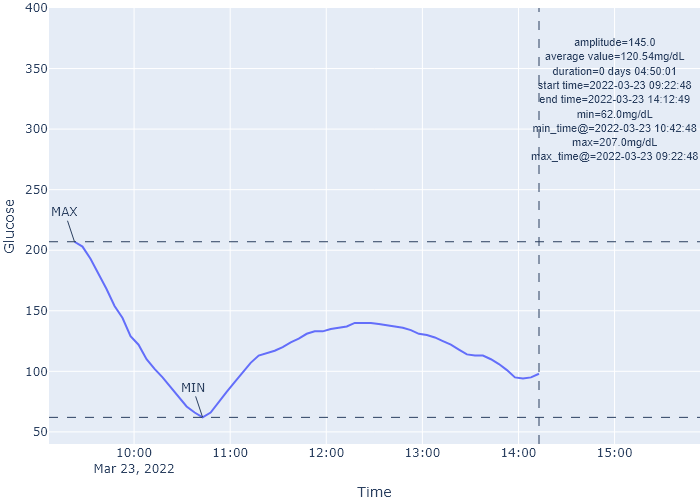 400
350
300
250
200
150
100
50
Glucose
amplitude=145.0
average value=120.54mg/dL
duration=0 days 04:50:01
start time=2022-03-23 09:22:48
end time=2022-03-23 14:12:49
min=62.0mg/dL
min_time@=2022-03-23 10:42:48
max=207.0mg/dL
max_time@=2022-03-23 09:22:48
MAX
MIN
10:00 11:00 12:00 13:00 14:00 15:00
Mar 23, 2022
Time